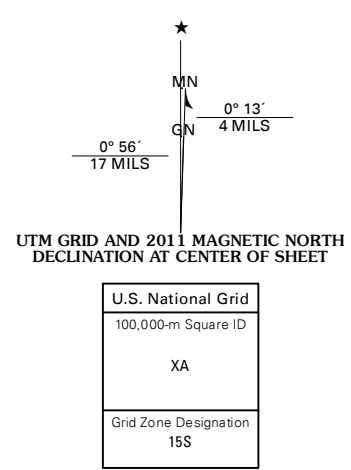 ★
MN
0° 13´
4 MILS
GN
0° 56´
17 MILS
UTM GRID AND 2011 MAGNETIC NORTH
DECLINATION AT CENTER OF SHEET
U.S. National Grid
100,000-m Square ID
XA
Grid Zone Designation
15S